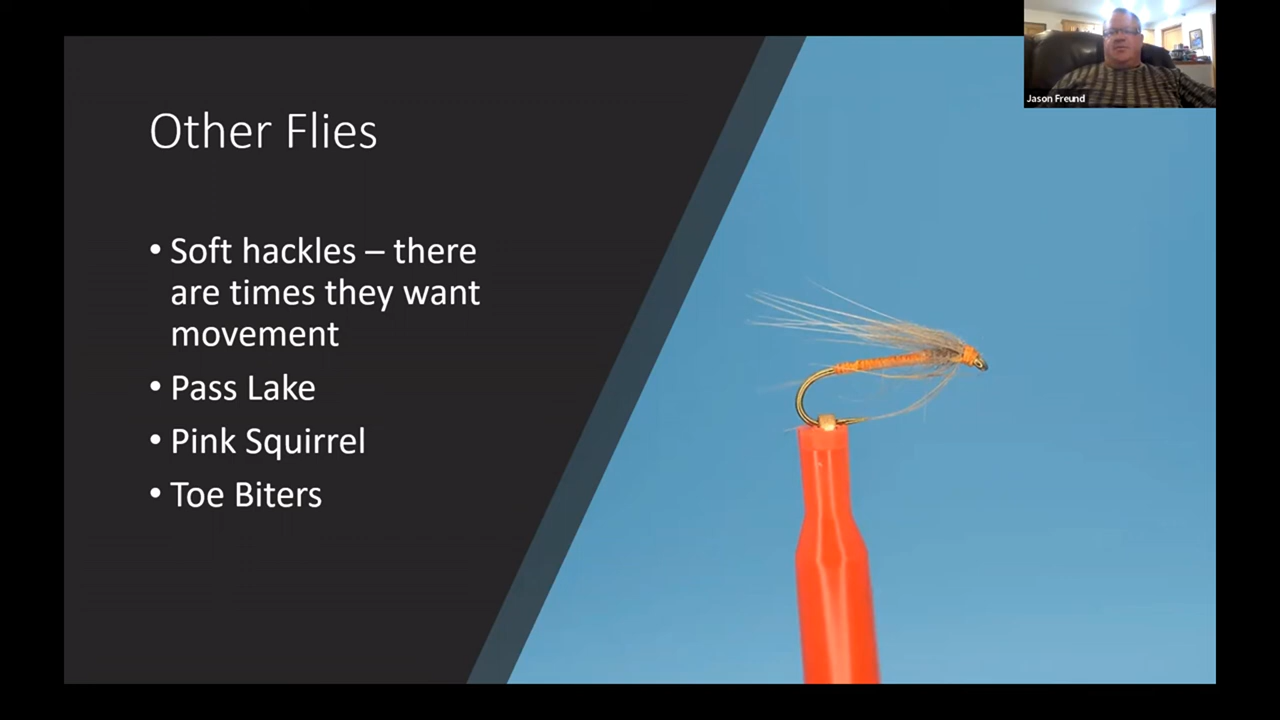 Jason Freund
Other Flies
• Soft hackles – there
are times they want
movement
• Pass Lake
• Pink Squirrel
• Toe Biters